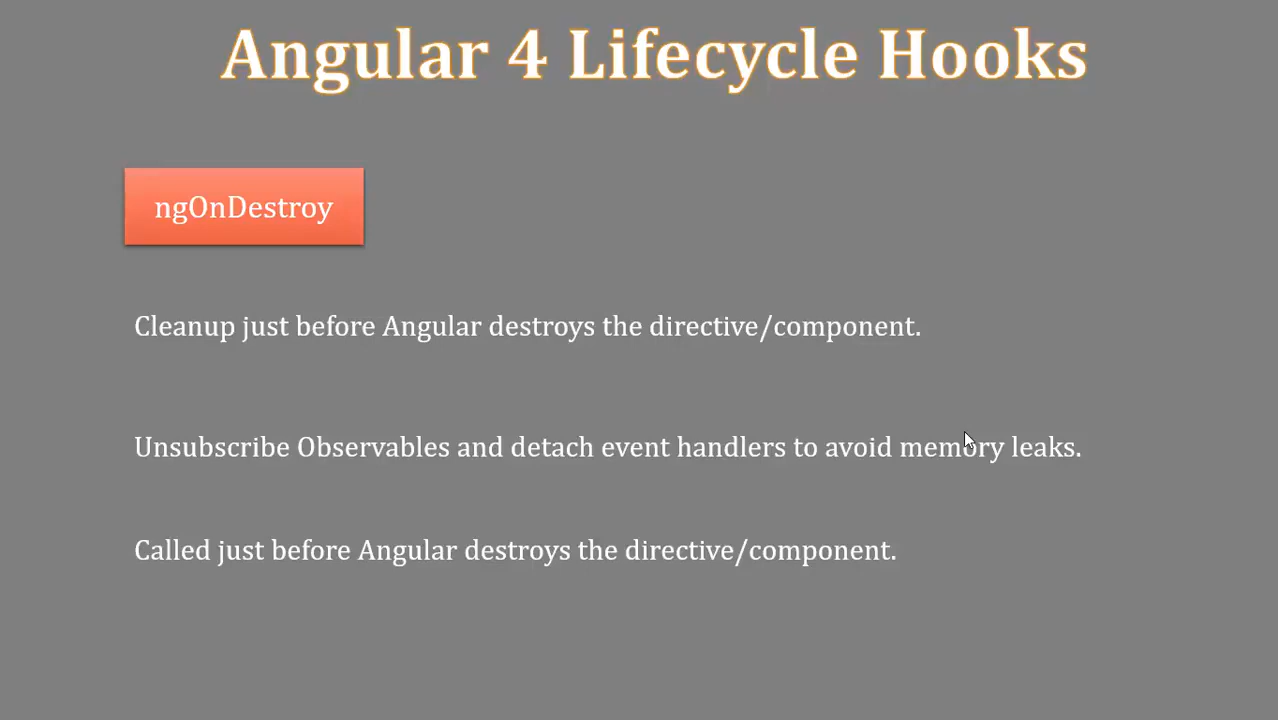 Angular 4 Lifecycle Hooks
ngOnDestroy
Cleanup just before Angular destroys the directive/component.
Unsubscribe Observables and detach event handlers to avoid memory leaks.
Called just before Angular destroys the directive/component.